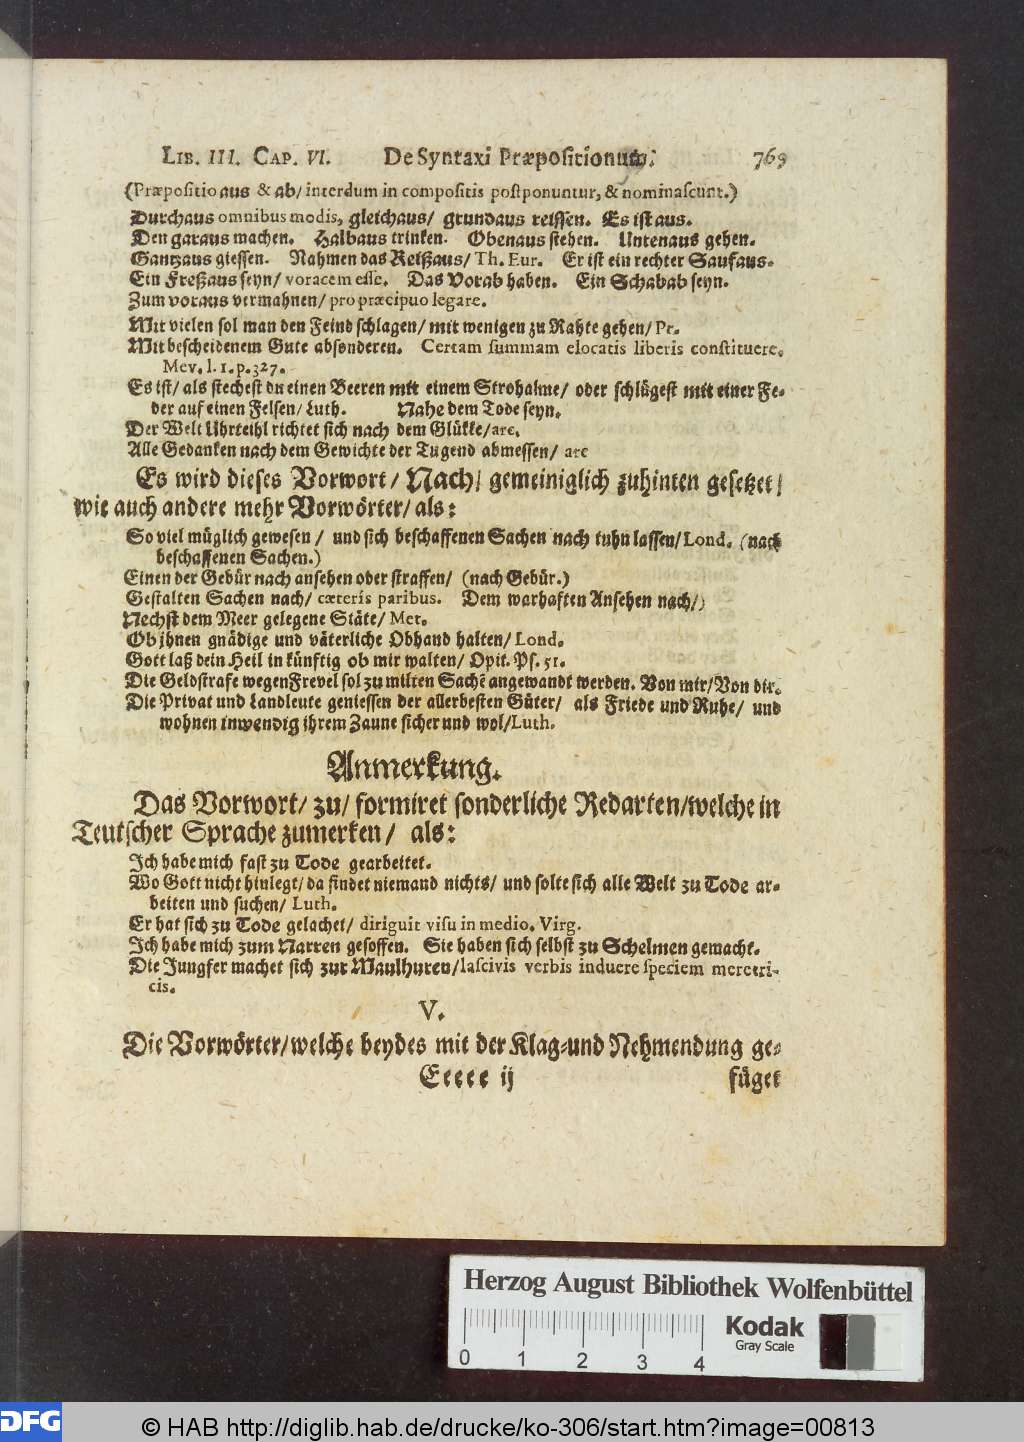 LIB. III. CAP. VI. De Syntaxi Præpositionum. 769
(Præpositio aus & ab/ interdum in compositis postponuntur, & nominascunt.)
Durchaus omnibus modis, gleichaus/ grundaus reissen. Es ist aus.
Den garaus machen. Halbaus trinken. Obenaus stehen. Untenaus gehen.
Gantzaus giessen. Nahmen das Reißaus/ Th. Eur. Er ist ein rechter Saufaus.
Ein Freßaus seyn/ voracem esse. Das Vorab haben. Ein Schabab seyn.
Zum voraus vermahnen/ pro præcipuo legare.
Mit vielen sol man den Feind schlagen/ mit wenigen zu Rahte gehen/ Pr.
Mit bescheidenem Gute absonderen. Certam summam elocatis liberis constituere.
Mev. l. 1. p. 327.
Es ist/ als stechest du einen Beeren mit einem Strohalme/ oder schlügest mit einer Fe-
der auf einen Felsen/ Luth. Nahe dem Tode seyn.
Der Welt Uhrteihl richtet sich nach dem Glükke/ arc.
Alle Gedanken nach dem Gewichte der Tugend abmessen/ arc
Es wird dieses Vorwort/ Nach/ gemeiniglich zuhinten gesetzet/
wie auch andere mehr Vorwörter/ als:
So viel müglich gewesen / und sich beschaffenen Sachen nach tuhn lassen/ Lond. (nach
beschaffenen Sachen.)
Einen der Gebür nach ansehen oder straffen/ (nach Gebür.)
Gestalten Sachen nach/ cæteris paribus. Dem warhaften Ansehen nach/)
Nechst dem Meer gelegene Stäte/ Met.
Ob ihnen gnädige und väterliche Obhand halten/ Lond.
Gott laß dein Heil in künftig ob mir walten/ Opit. Ps. 51.
Die Geldstrafe wegen Frevel sol zu milten Sachē angewandt werden. Von mir/ Von dir.
Die Privat und Landleute geniessen der allerbesten Güter/ als Friede und Ruhe/ und
wohnen inwendig ihrem Zaune sicher und wol/ Luth.
Anmerkung.
Das Vorwort/ zu/ formiret sonderliche Redarten/ welche in
Teutscher Sprache zumerken/ als:
Ich habe mich fast zu Tode gearbeitet.
Wo Gott nicht hinlegt/ da findet niemand nichts/ und solte sich alle Welt zu Tode ar-
beiten und suchen/ Luth.
Er hat sich zu Tode gelachet/ diriguit visu in medio. Virg.
Ich habe mich zum Narren gesoffen. Sie haben sich selbst zu Schelmen gemacht.
Die Jungfer machet sich zur Maulhuren/ lascivis verbis induere speciem meretri-
cis.
V.
Die Vorwörter/ welche beydes mit der Klag-und Nehmendung ge-
Eeeee ij füget
Herzog August Bibliothek Wolfenbüttel
0 1 2 3 4
Kodak
Gray Scale
DFG © HAB http://diglib.hab.de/drucke/ko-306/start.htm?image=00813